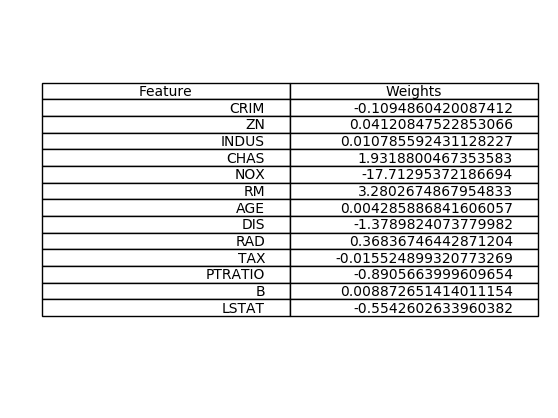 Feature Weights
CRIM -0.1094860420087412
ZN 0.04120847522853066
INDUS 0.010785592431128227
CHAS 1.9318800467353583
NOX -17.71295372186694
RM 3.2802674867954833
AGE 0.004285886841606057
DIS -1.3789824073779982
RAD 0.36836746442871204
TAX -0.015524899320773269
PTRATIO -0.8905663999609654
B 0.008872651414011154
LSTAT -0.5542602633960382